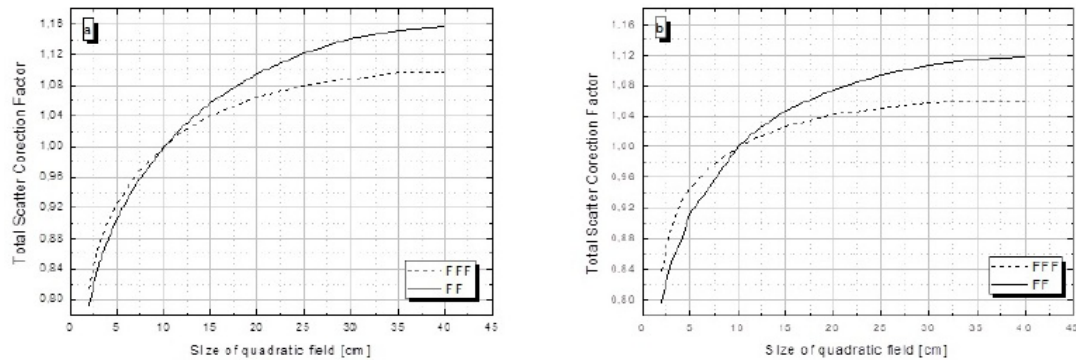 a
1.16
1.12
1.08
1.04
1.00
0.96
0.92
0.88
0.84
0.80
Total Scatter Corection Factor
FFF
FF
0 5 10 15 20 25 30 35 40 45
Size of quadratic field [cm]
b
1.16
1.12
1.08
1.04
1.00
0.96
0.92
0.88
0.84
0.80
Total Scatter Corection Factor
FFF
FF
0 5 10 15 20 25 30 35 40 45
Size of quadratic field [cm]